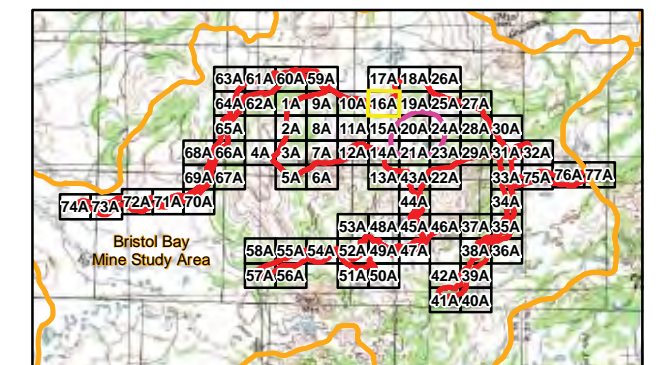 63A 61A 60A 59A 17A 18A 26A
64A 62A 1A 9A 10A 16A 19A 25A 27A
65A 2A 8A 11A 15A 20A 24A 28A 30A
68A 66A 4A 3A 7A 12A 14A 21A 23A 29A 31A 32A
69A 67A 5A 6A 13A 43A 22A 33A 75A 76A 77A
74A 73A 72A 71A 70A 44A 34A
53A 48A 45A 46A 37A 35A
Bristol Bay
Mine Study Area
58A 55A 54A 52A 49A 47A 38A 36A
57A 56A 51A 50A 42A 39A
41A 40A